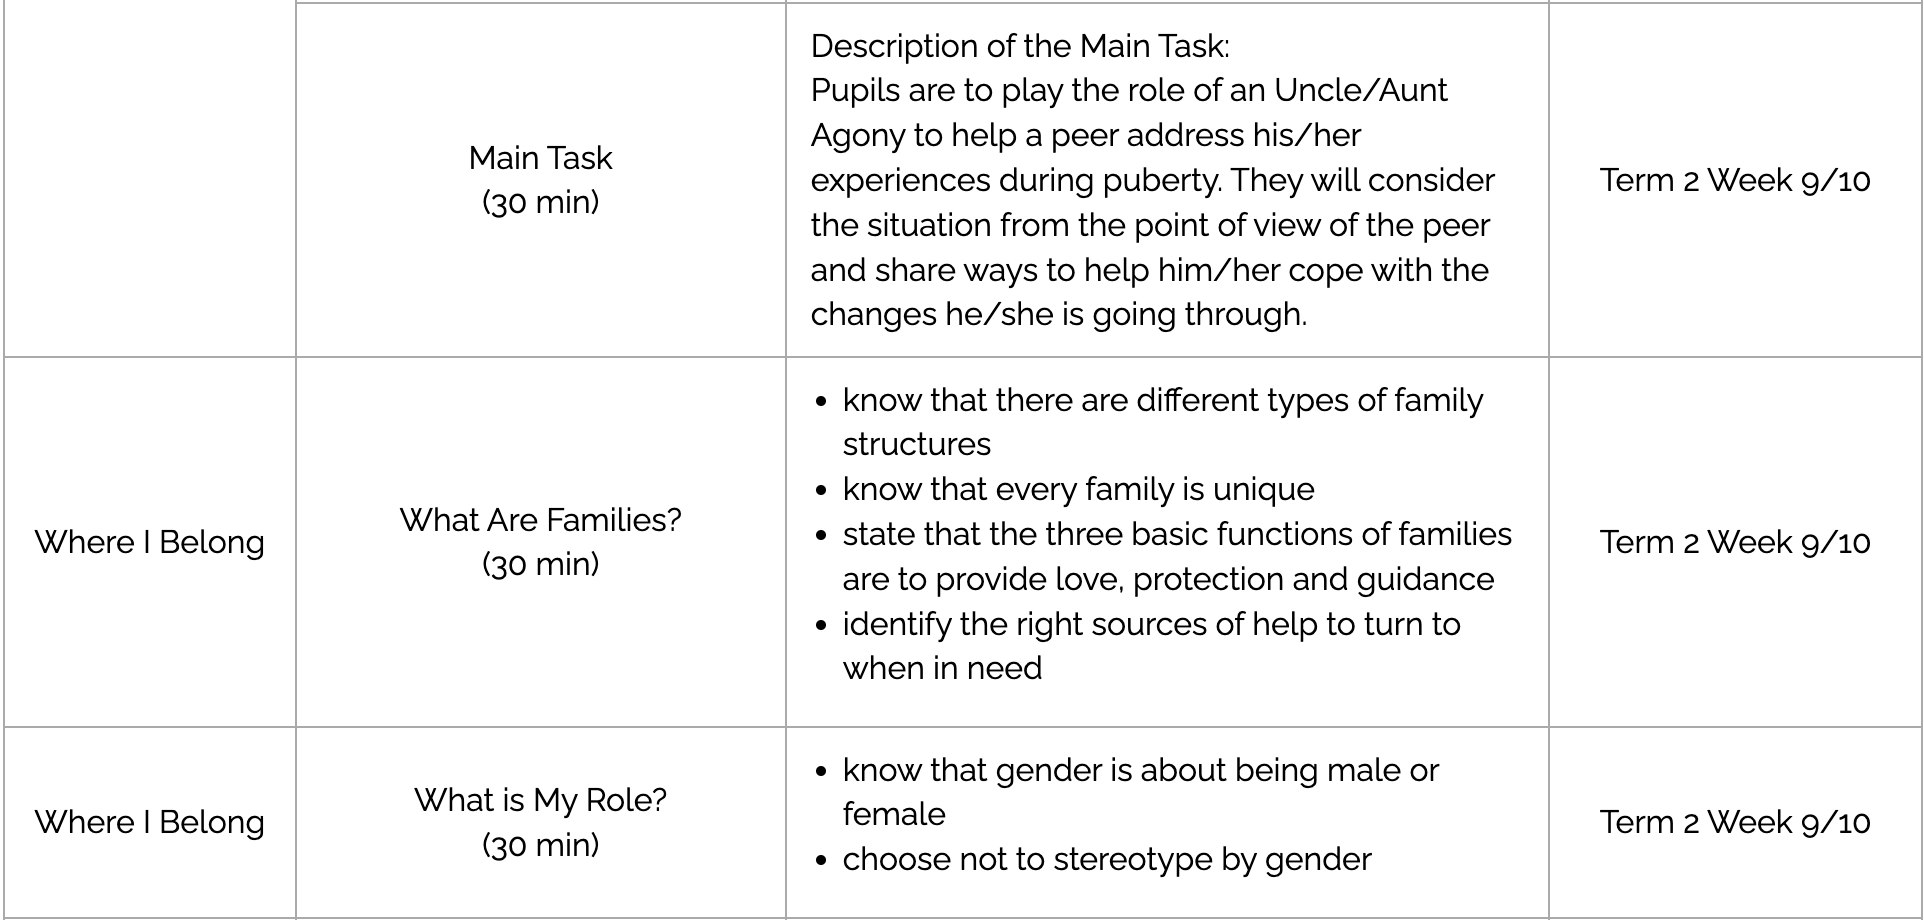 Main Task
(30 min)
Description of the Main Task:
Pupils are to play the role of an Uncle/Aunt
Agony to help a peer address his/her
experiences during puberty. They will consider
the situation from the point of view of the peer
and share ways to help him/her cope with the
changes he/she is going through.
Term 2 Week 9/10
Where I Belong
What Are Families?
(30 min)
• know that there are different types of family
structures
• know that every family is unique
• state that the three basic functions of families
are to provide love, protection and guidance
• identify the right sources of help to turn to
when in need
Term 2 Week 9/10
Where I Belong
What is My Role?
(30 min)
• know that gender is about being male or
female
• choose not to stereotype by gender
Term 2 Week 9/10